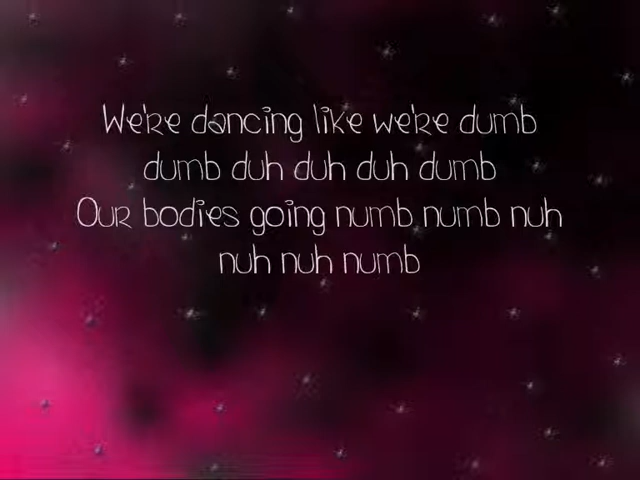 We're dancing like we're dumb
dumb duh duh duh dumb
Our bodies going numb numb nuh
nuh nuh numb